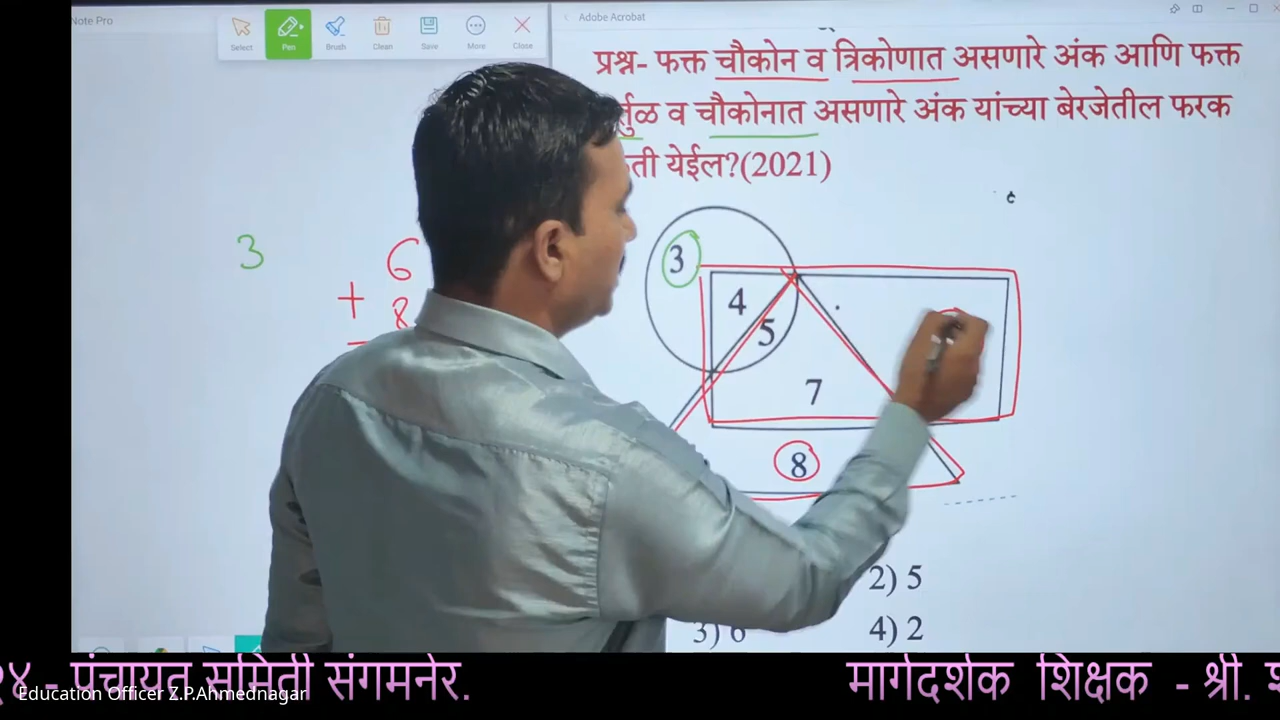 Note Pro
Select Pen Brush Clean Save More Close
Adobe Acrobat
प्रश्न- फक्त चौकोन व त्रिकोणात असणारे अंक आणि फक्त
व चौकोनात असणारे अंक यांच्या बेरजेतील फरक
येईल?(2021)
3
4
5
7
8
3
6
+ 8
2) 5
3) 6
4) 2
पंचायत समिती संगमनेर.
मार्गदर्शक शिक्षक - श्री.
Education Officer Z.P.Ahmednagar